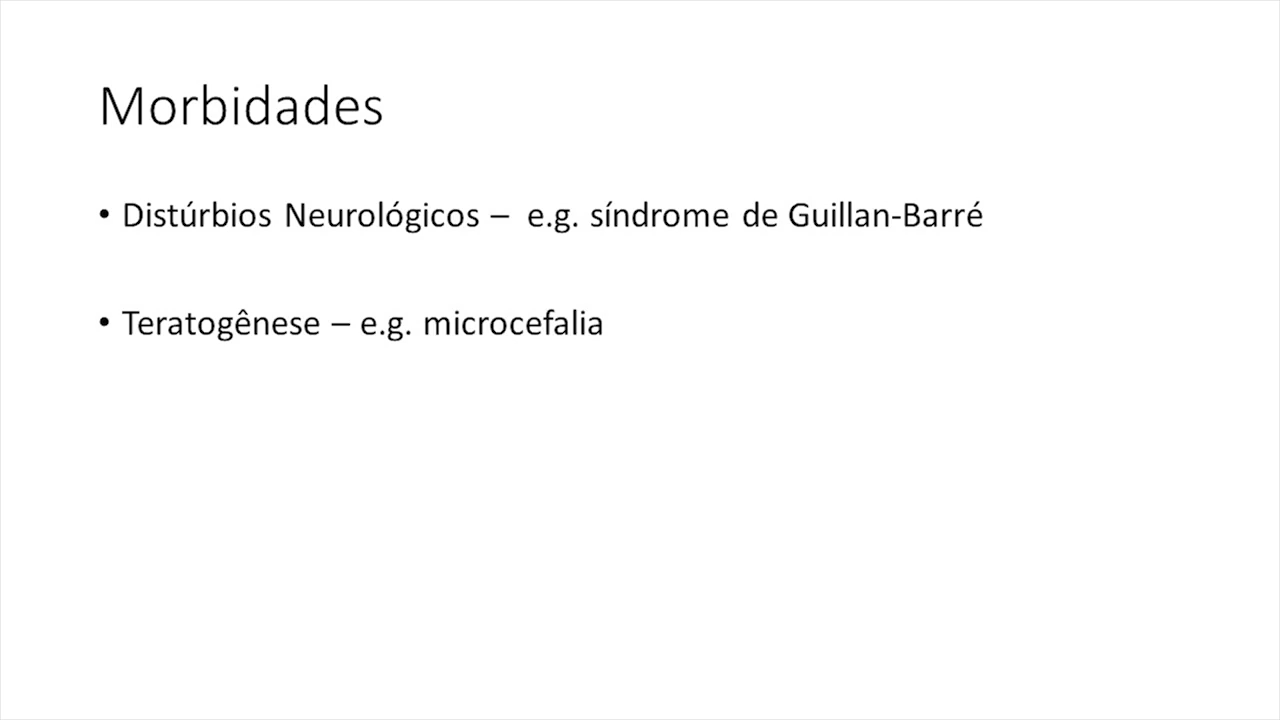 Morbidades
• Distúrbios Neurológicos – e.g. síndrome de Guillan-Barré
• Teratogênese – e.g. microcefalia